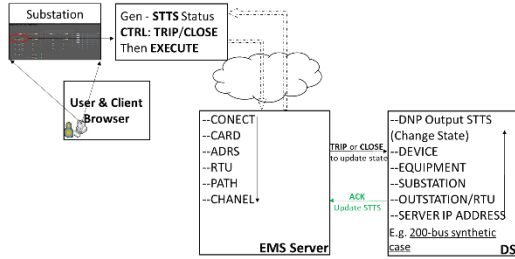 Substation
Gen - STTS Status
CTRL: TRIP/CLOSE
Then EXECUTE
User & Client
Browser
--CONECT
--CARD
--ADRS
--RTU
--PATH
--CHANEL
EMS Server
TRIP or CLOSE
to update state
ACK
Update STTS
--DNP Output STTS
(Change State)
--DEVICE
--EQUIPMENT
--SUBSTATION
--OUTSTATION/RTU
--SERVER IP ADDRESS
E.g. 200-bus synthetic
case
DS